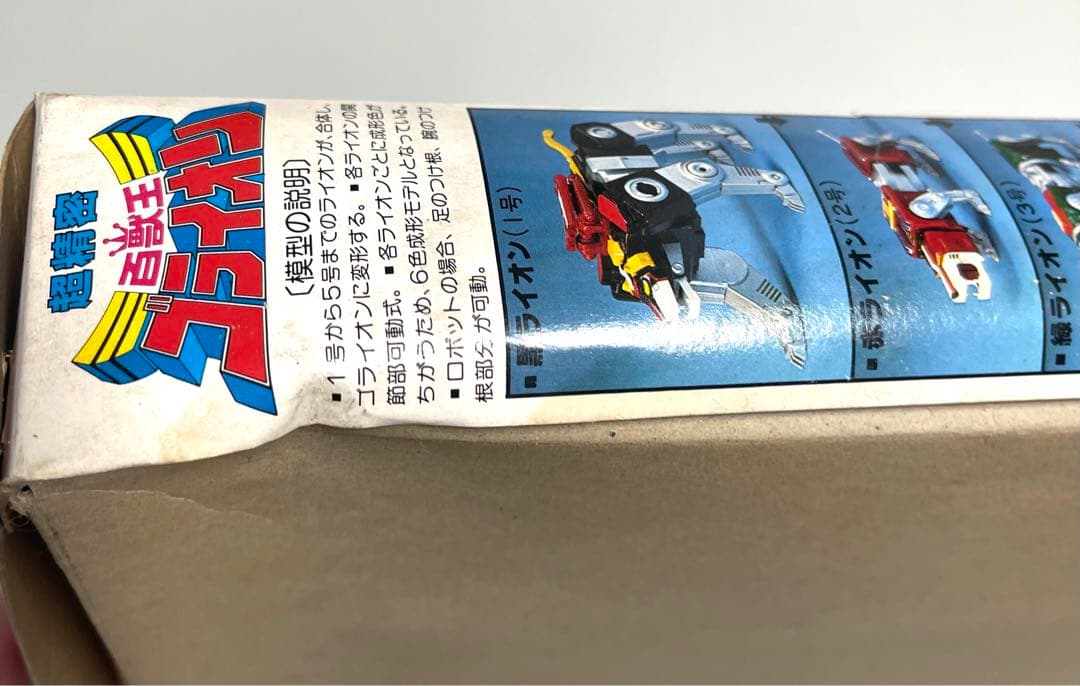 超精密
百獣王
ゴライオン
〔模型の説明〕
■1号から5号までのライオンが、合体し、
ゴライオンに変形する。■各ライオンの関
節部可動式。■各ライオンごとに成形色が
ちがうため、6色成形モデルとなっている。
■ロボットの場合、足のつけ根、腕のつけ
根部分が可動。
■黒ライオン(1号)
■赤ライオン(2号)
■緑ライオン(3号)